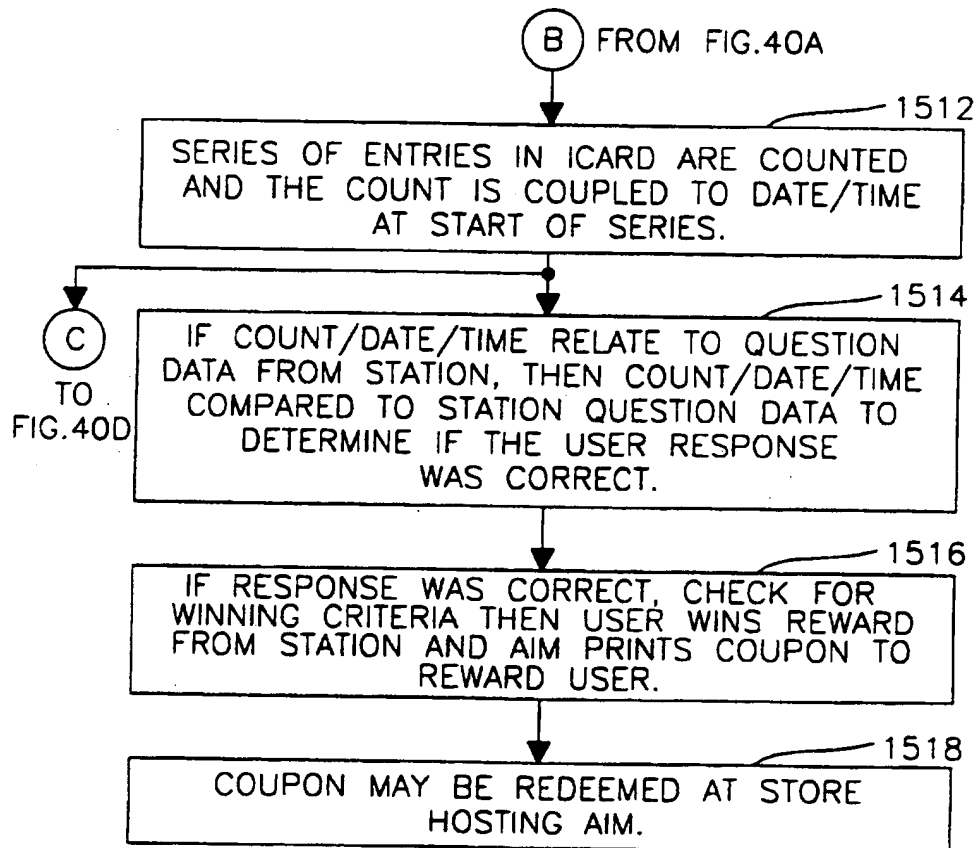 B FROM FIG.40A
1512
SERIES OF ENTRIES IN ICARD ARE COUNTED
AND THE COUNT IS COUPLED TO DATE/TIME
AT START OF SERIES.
C
TO
FIG.40D
1514
IF COUNT/DATE/TIME RELATE TO QUESTION
DATA FROM STATION, THEN COUNT/DATE/TIME
COMPARED TO STATION QUESTION DATA TO
DETERMINE IF THE USER RESPONSE
WAS CORRECT.
1516
IF RESPONSE WAS CORRECT, CHECK FOR
WINNING CRITERIA THEN USER WINS REWARD
FROM STATION AND AIM PRINTS COUPON TO
REWARD USER.
1518
COUPON MAY BE REDEEMED AT STORE
HOSTING AIM.